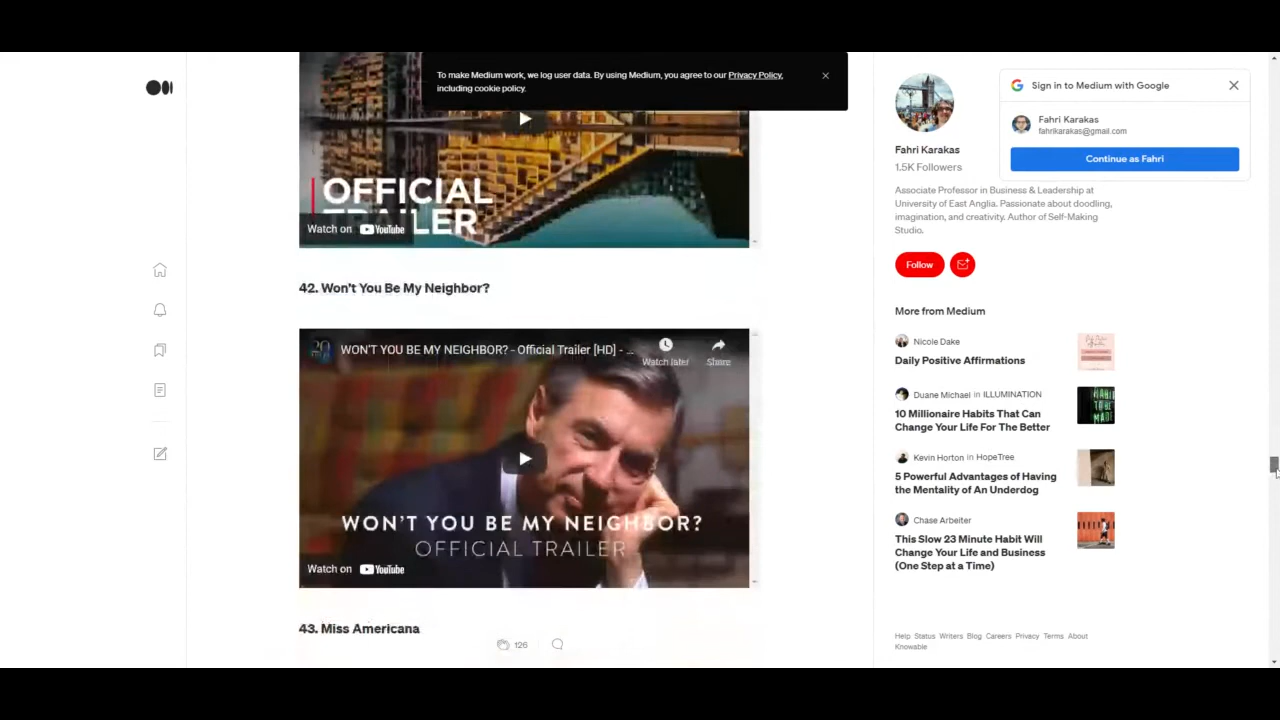 To make Medium work, we log user data. By using Medium, you agree to our Privacy Policy,
including cookie policy.
OFFICIAL
TRAILER
Watch on YouTube
42. Won't You Be My Neighbor?
WON'T YOU BE MY NEIGHBOR? - Official Trailer [HD] - ...
Watch later
Share
WON'T YOU BE MY NEIGHBOR?
OFFICIAL TRAILER
Watch on YouTube
43. Miss Americana
126
Fahri Karakas
1.5K Followers
Associate Professor in Business & Leadership at
University of East Anglia. Passionate about doodling,
imagination, and creativity. Author of Self-Making
Studio.
Follow
Sign in to Medium with Google
Fahri Karakas
fahrikarakas@gmail.com
Continue as Fahri
More from Medium
Nicole Dake
Daily Positive Affirmations
Duane Michael in ILLUMINATION
10 Millionaire Habits That Can
Change Your Life For The Better
Kevin Horton in HopeTree
5 Powerful Advantages of Having
the Mentality of An Underdog
Chase Arbeiter
This Slow 23 Minute Habit Will
Change Your Life and Business
(One Step at a Time)
Help Status Writers Blog Careers Privacy Terms About
Knowable